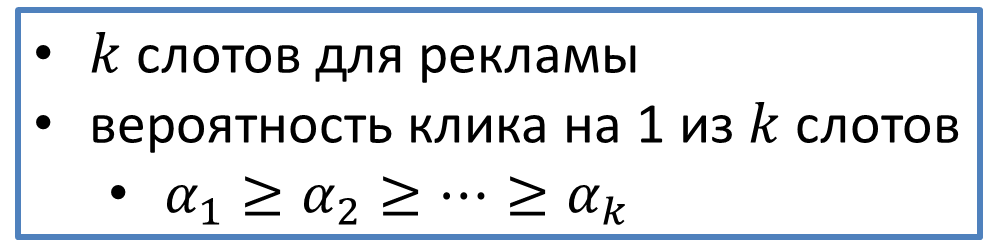 • k слотов для рекламы
• вероятность клика на 1 из k слотов
• α₁ ≥ α₂ ≥ ⋯ ≥ αₖ